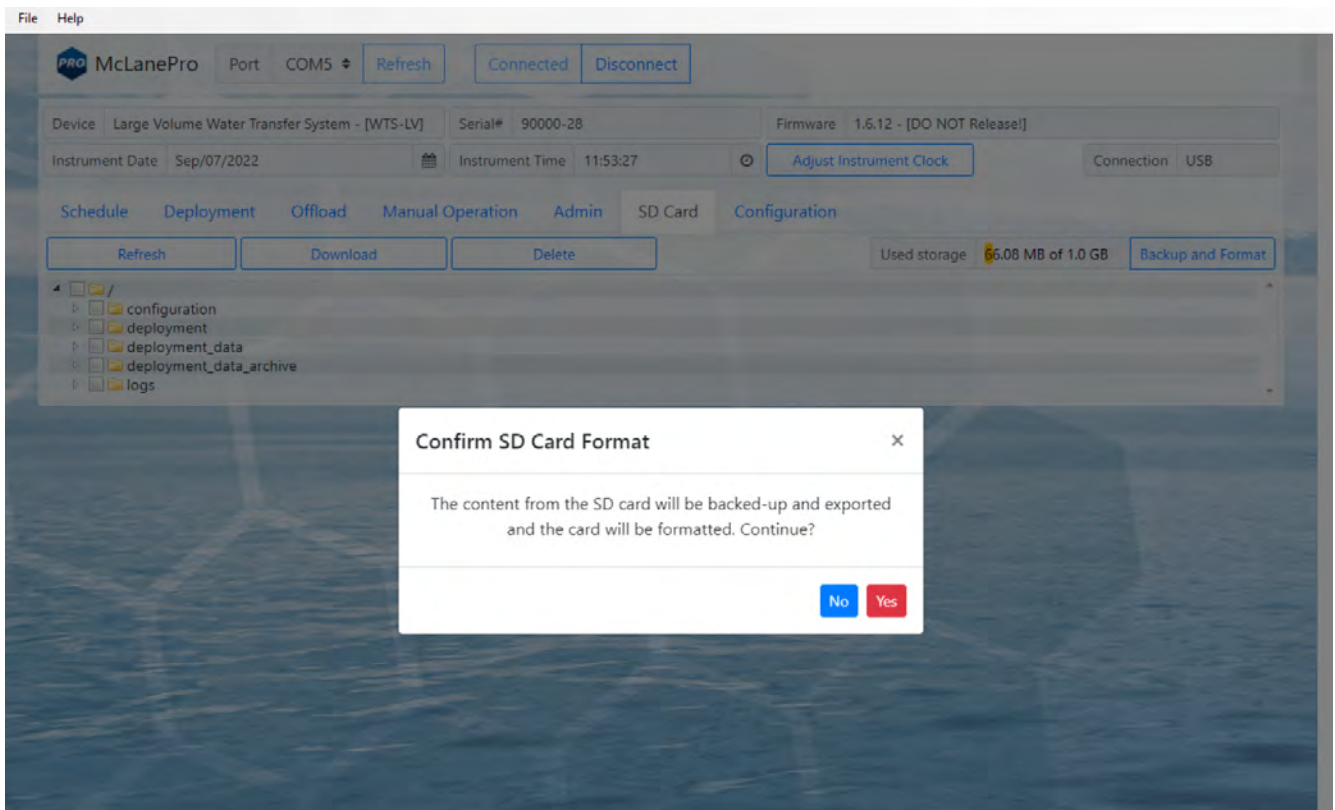 File Help
PRO McLanePro Port COM5 Refresh Connected Disconnect
Device Large Volume Water Transfer System - [WTS-LV] Serial# 90000-28 Firmware 1.6.12 - [DO NOT Release!]
Instrument Date Sep/07/2022 Instrument Time 11:53:27 Adjust Instrument Clock Connection USB
Schedule Deployment Offload Manual Operation Admin SD Card Configuration
Refresh Download Delete Used storage 66.08 MB of 1.0 GB Backup and Format
/
configuration
deployment
deployment_data
deployment_data_archive
logs
Confirm SD Card Format ×
The content from the SD card will be backed-up and exported
and the card will be formatted. Continue?
No Yes